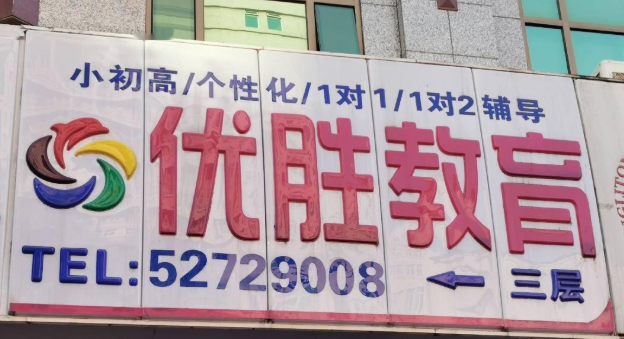 小初高/个性化/1对1/1对2辅导
优胜教育
TEL:52729008 ← 三层